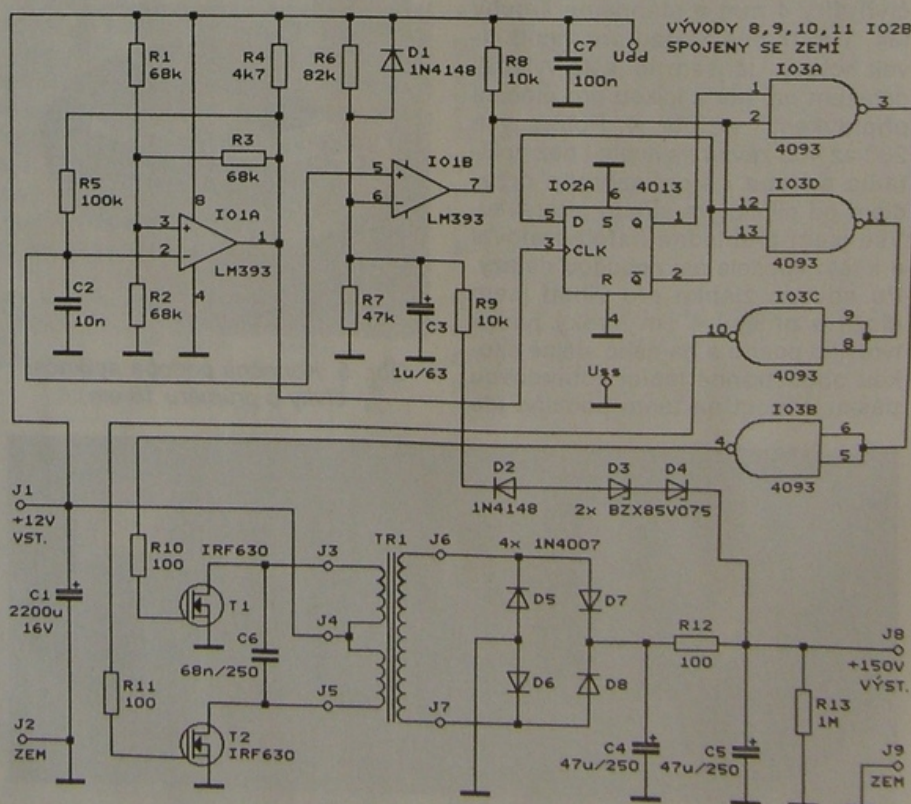 VÝVODY 8,9,10,11 IO2B
SPOJENY SE ZEMÍ
R1
68k
R4
4k7
R6
82k
D1
1N4148
R8
10k
C7
100n
Udd
IO3A
1
2
3
4093
R3
68k
R5
100k
8
3
2
1
4
IO1A
LM393
IO1B
5
6
7
LM393
IO2A
4013
6
5
D
S
Q
1
3
CLK
R
Q
2
4
Uss
IO3D
12
13
11
4093
IO3C
10
9
8
4093
IO3B
4
6
5
4093
C2
10n
R2
68k
R7
47k
C3
1u/63
R9
10k
D2
1N4148
D3
D4
2x BZX85V075
J1
+12V
VST.
C1
2200u
16V
J2
ZEM
R10
100
IRF630
T1
R11
100
T2
IRF630
C6
68n/250
J3
J4
J5
TR1
J6
J7
4x 1N4007
D5
D7
D6
D8
R12
100
C4
47u/250
C5
47u/250
R13
1M
J8
+150V
VÝST.
J9
ZEM